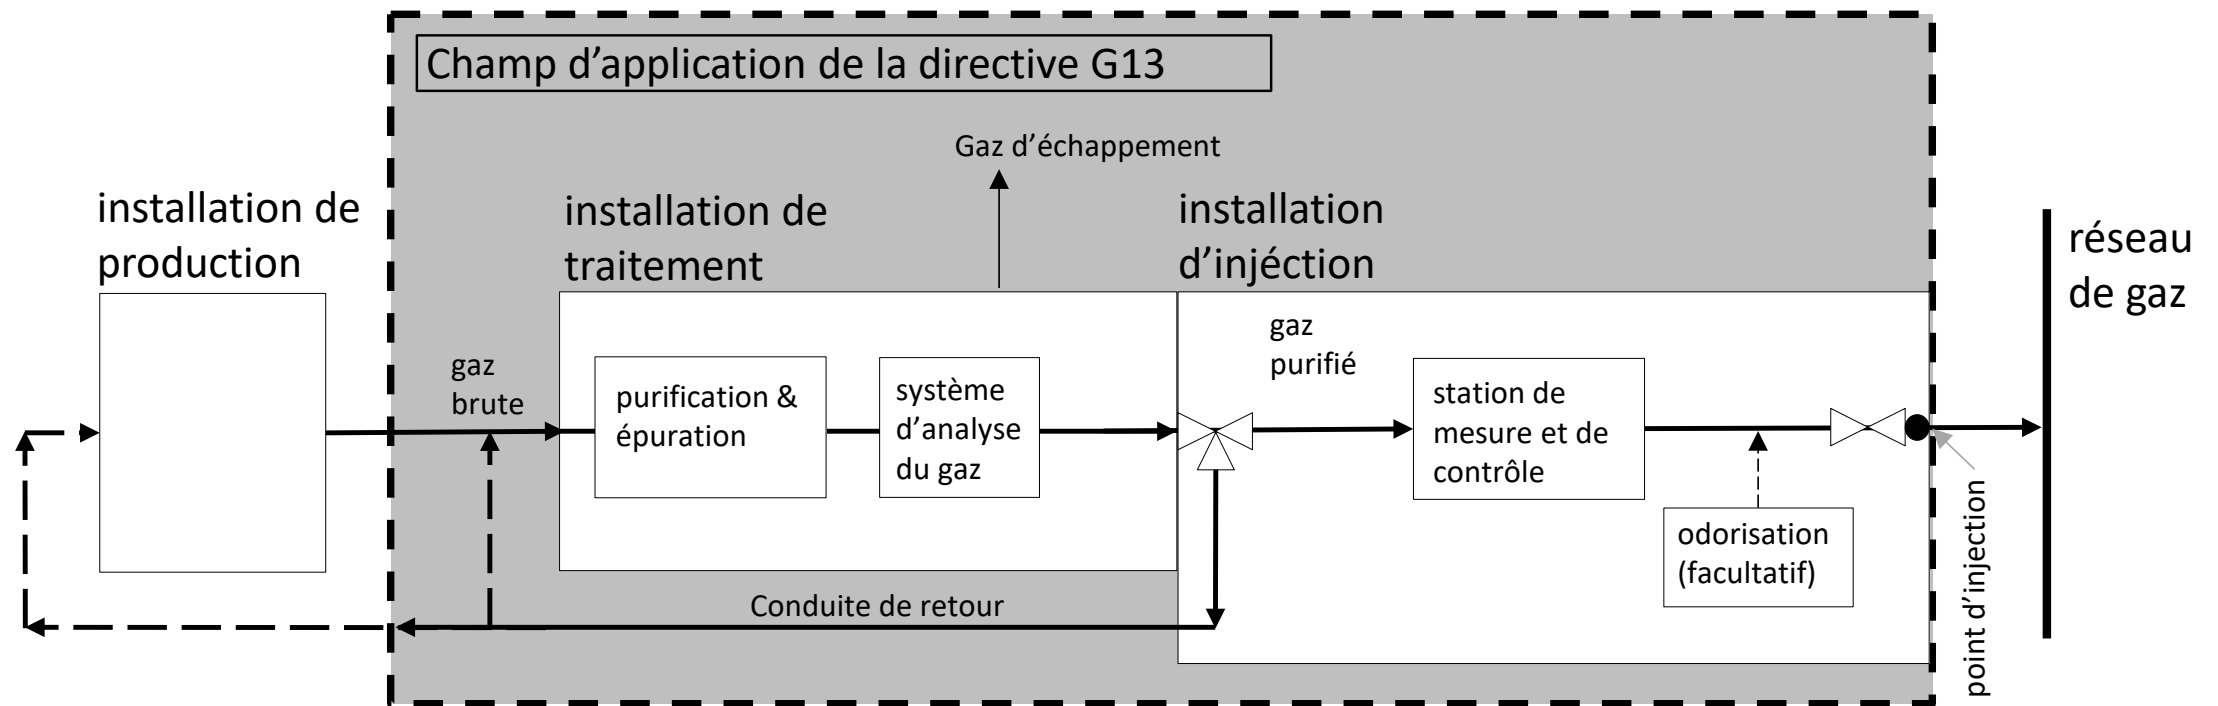 Champ d’application de la directive G13
Gaz d’échappement
installation de
production
installation de
traitement
installation
d’injéction
réseau
de gaz
gaz
brute
purification &
épuration
système
d’analyse
du gaz
gaz
purifié
station de
mesure et de
contrôle
odorisation
(facultatif)
point d’injection
Conduite de retour